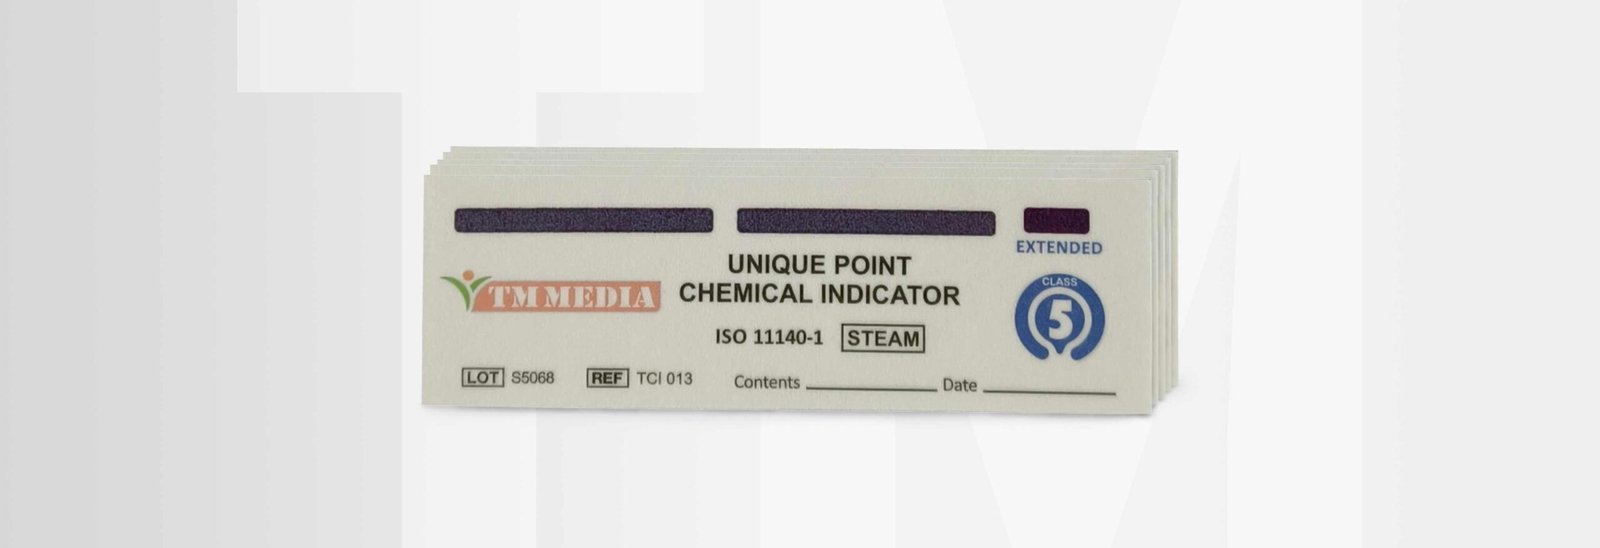 EXTENDED
UNIQUE POINT
CHEMICAL INDICATOR
TM MEDIA
CLASS
5
ISO 11140-1 STEAM
LOT S5068 REF TCI 013 Contents Date